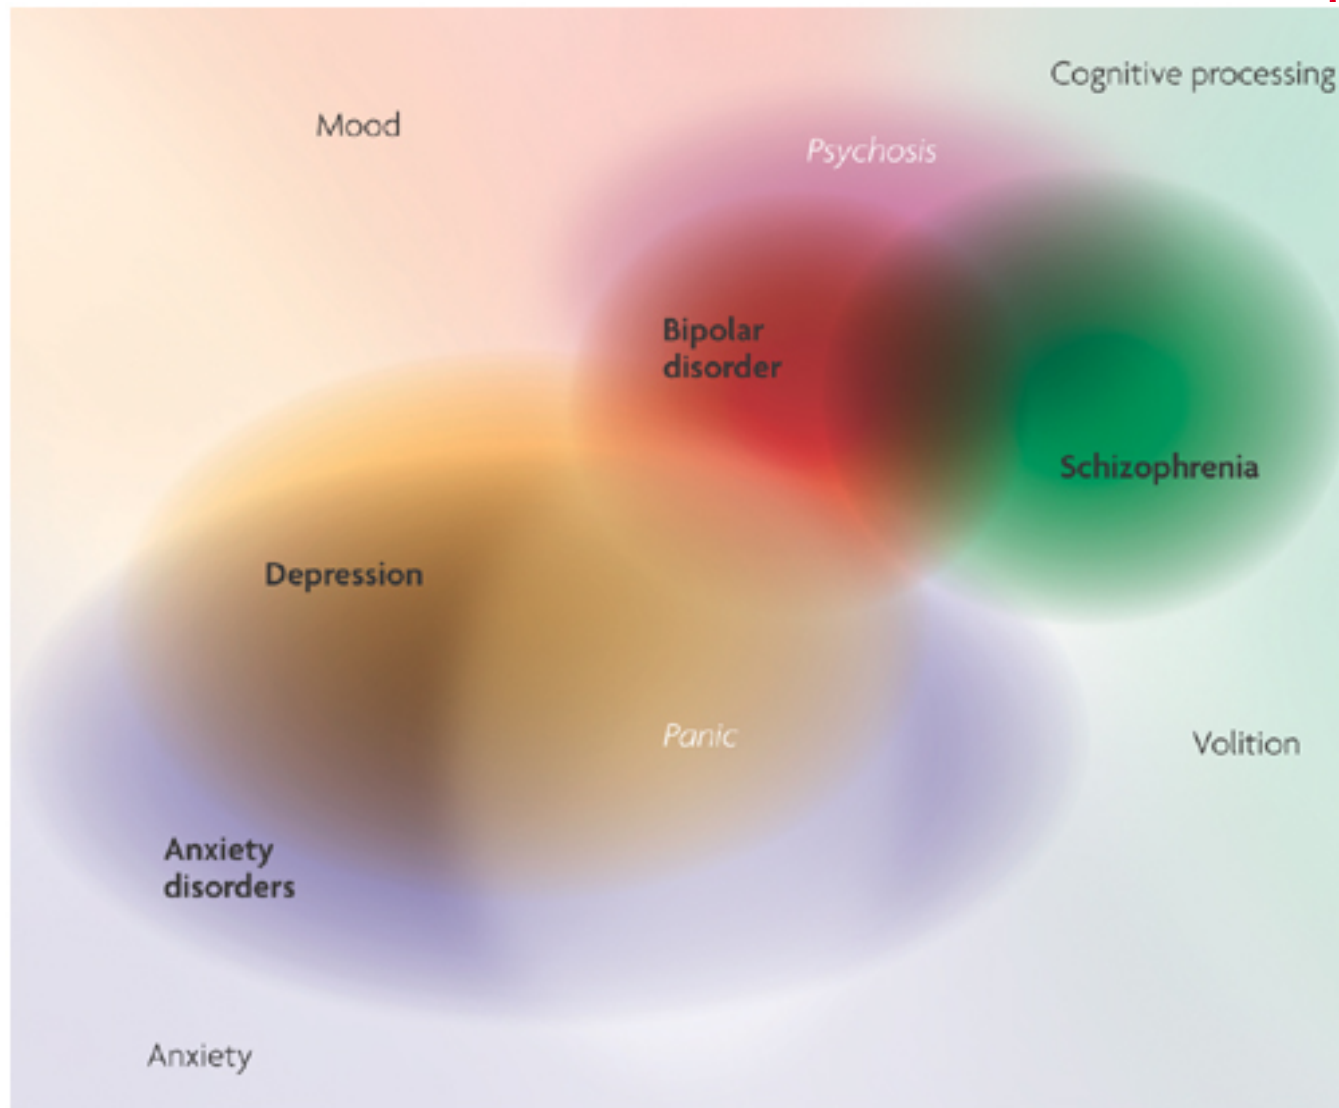 Cognitive processing
Mood
Psychosis
Bipolar
disorder
Schizophrenia
Depression
Panic
Volition
Anxiety
disorders
Anxiety